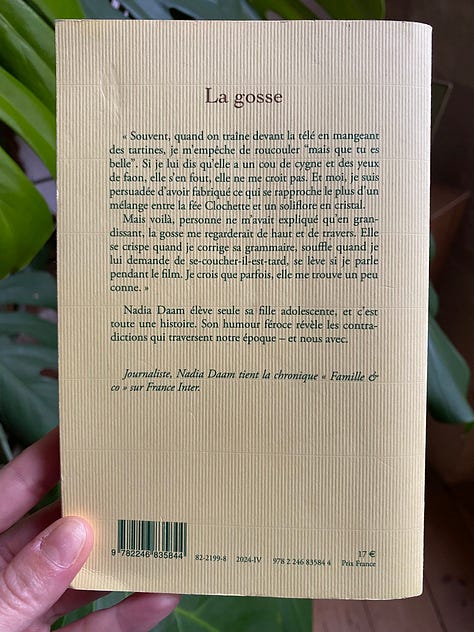 La gosse
« Souvent, quand on traîne devant la télé en mangeant
des tartines, je m'empêche de roucouler "mais que tu es
belle". Si je lui dis qu'elle a un cou de cygne et des yeux
de faon, elle s'en fout, elle ne me croit pas. Et moi, je suis
persuadée d'avoir fabriqué ce qui se rapproche le plus d'un
mélange entre la fée Clochette et un soliflore en cristal.
Mais voilà, personne ne m'avait expliqué qu'en gran-
dissant, la gosse me regarderait de haut et de travers. Elle
se crispe quand je corrige sa grammaire, souffle quand je
lui demande de se-coucher-il-est-tard, se lève si je parle
pendant le film. Je crois que parfois, elle me trouve un peu
conne. »
Nadia Daam élève seule sa fille adolescente, et c'est
toute une histoire. Son humour féroce révèle les contra-
dictions qui traversent notre époque – et nous avec.
Journaliste, Nadia Daam tient la chronique « Famille &
co » sur France Inter.
9 782246 835844
82-2199-8 2024-IV 978 2 246 83584 4
17 €
Prix France